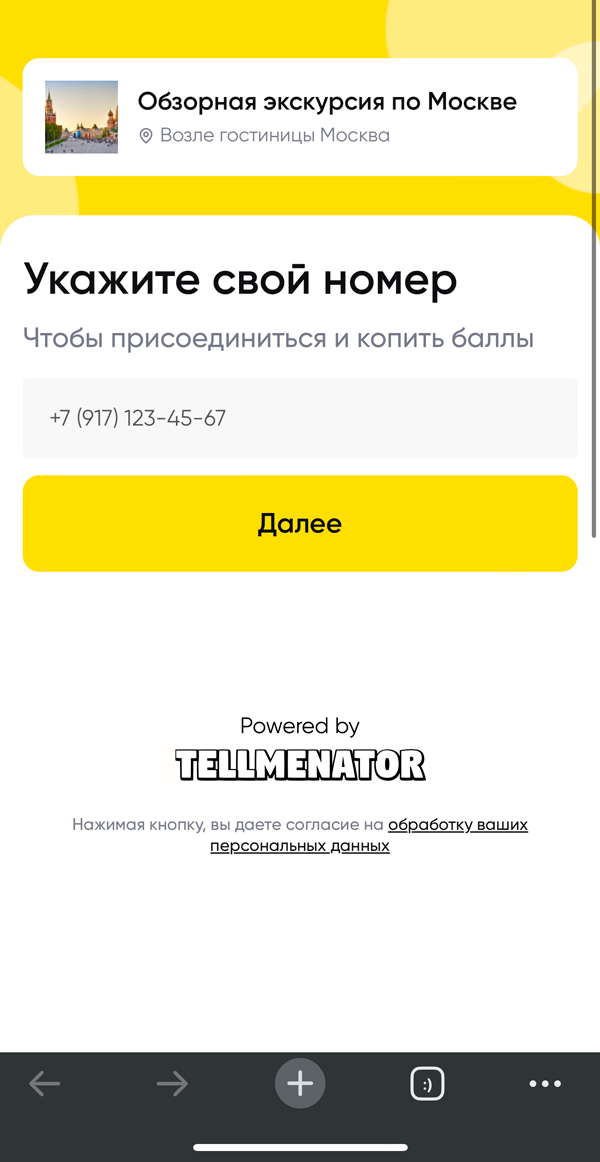 Обзорная экскурсия по Москве
Возле гостиницы Москва
Укажите свой номер
Чтобы присоединиться и копить баллы
+7 (917) 123-45-67
Далее
Powered by
TELLMENATOR
Нажимая кнопку, вы даете согласие на обработку ваших
персональных данных
:)